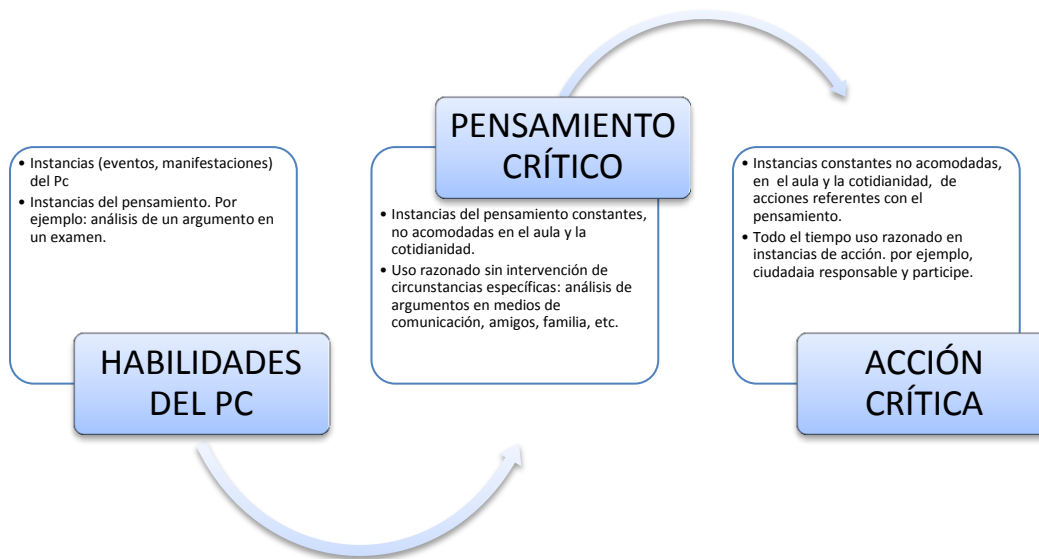 • Instancias (eventos, manifestaciones)
del Pc
• Instancias del pensamiento. Por
ejemplo: análisis de un argumento en
un examen.
HABILIDADES
DEL PC
PENSAMIENTO
CRÍTICO
• Instancias del pensamiento constantes,
no acomodadas en el aula y la
cotidianidad.
• Uso razonado sin intervención de
circunstancias específicas: análisis de
argumentos en medios de
comunicación, amigos, familia, etc.
• Instancias constantes no acomodadas,
en el aula y la cotidianidad, de
acciones referentes con el
pensamiento.
• Todo el tiempo uso razonado en
instancias de acción. por ejemplo,
ciudadaia responsable y participe.
ACCIÓN
CRÍTICA